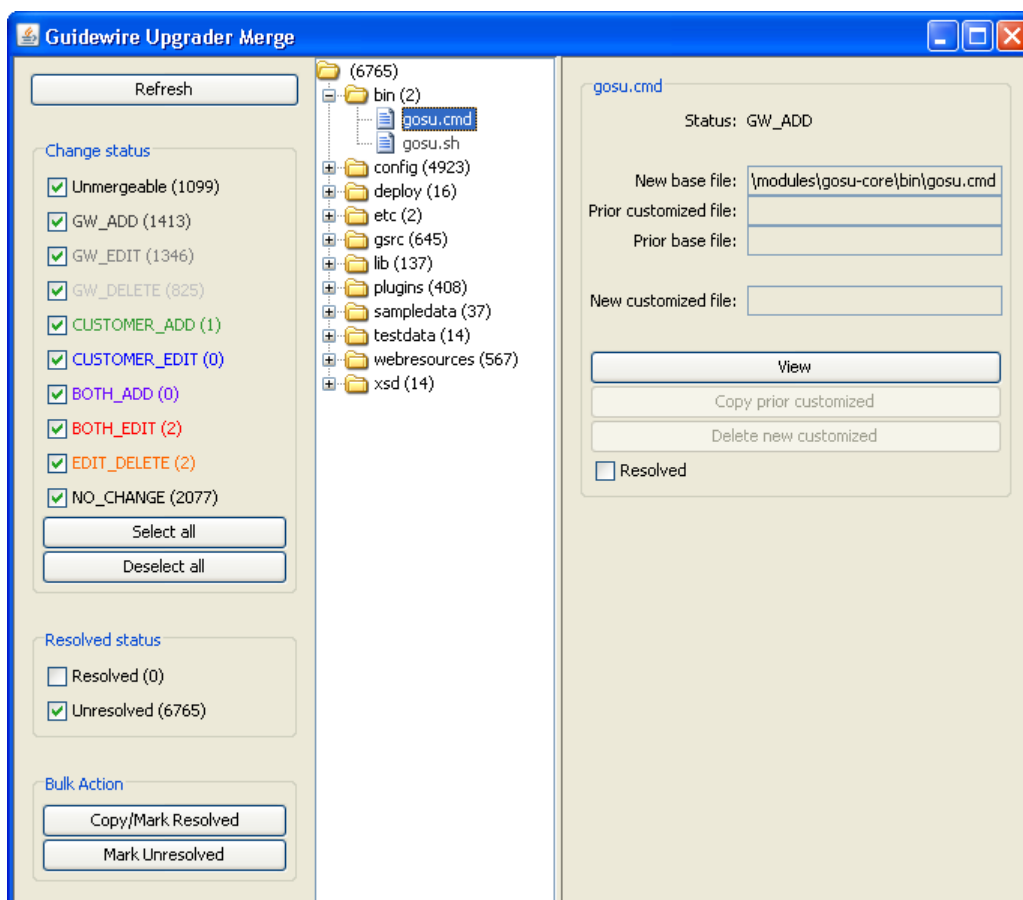 Guidewire Upgrader Merge
Refresh
Change status
Unmergeable (1099)
GW_ADD (1413)
GW_EDIT (1346)
GW_DELETE (825)
CUSTOMER_ADD (1)
CUSTOMER_EDIT (0)
BOTH_ADD (0)
BOTH_EDIT (2)
EDIT_DELETE (2)
NO_CHANGE (2077)
Select all
Deselect all
Resolved status
Resolved (0)
Unresolved (6765)
Bulk Action
Copy/Mark Resolved
Mark Unresolved
(6765)
bin (2)
gosu.cmd
gosu.sh
config (4923)
deploy (16)
etc (2)
gsrc (645)
lib (137)
plugins (408)
sampledata (37)
testdata (14)
webresources (567)
xsd (14)
gosu.cmd
Status: GW_ADD
New base file: \modules\gosu-core\bin\gosu.cmd
Prior customized file:
Prior base file:
New customized file:
View
Copy prior customized
Delete new customized
Resolved